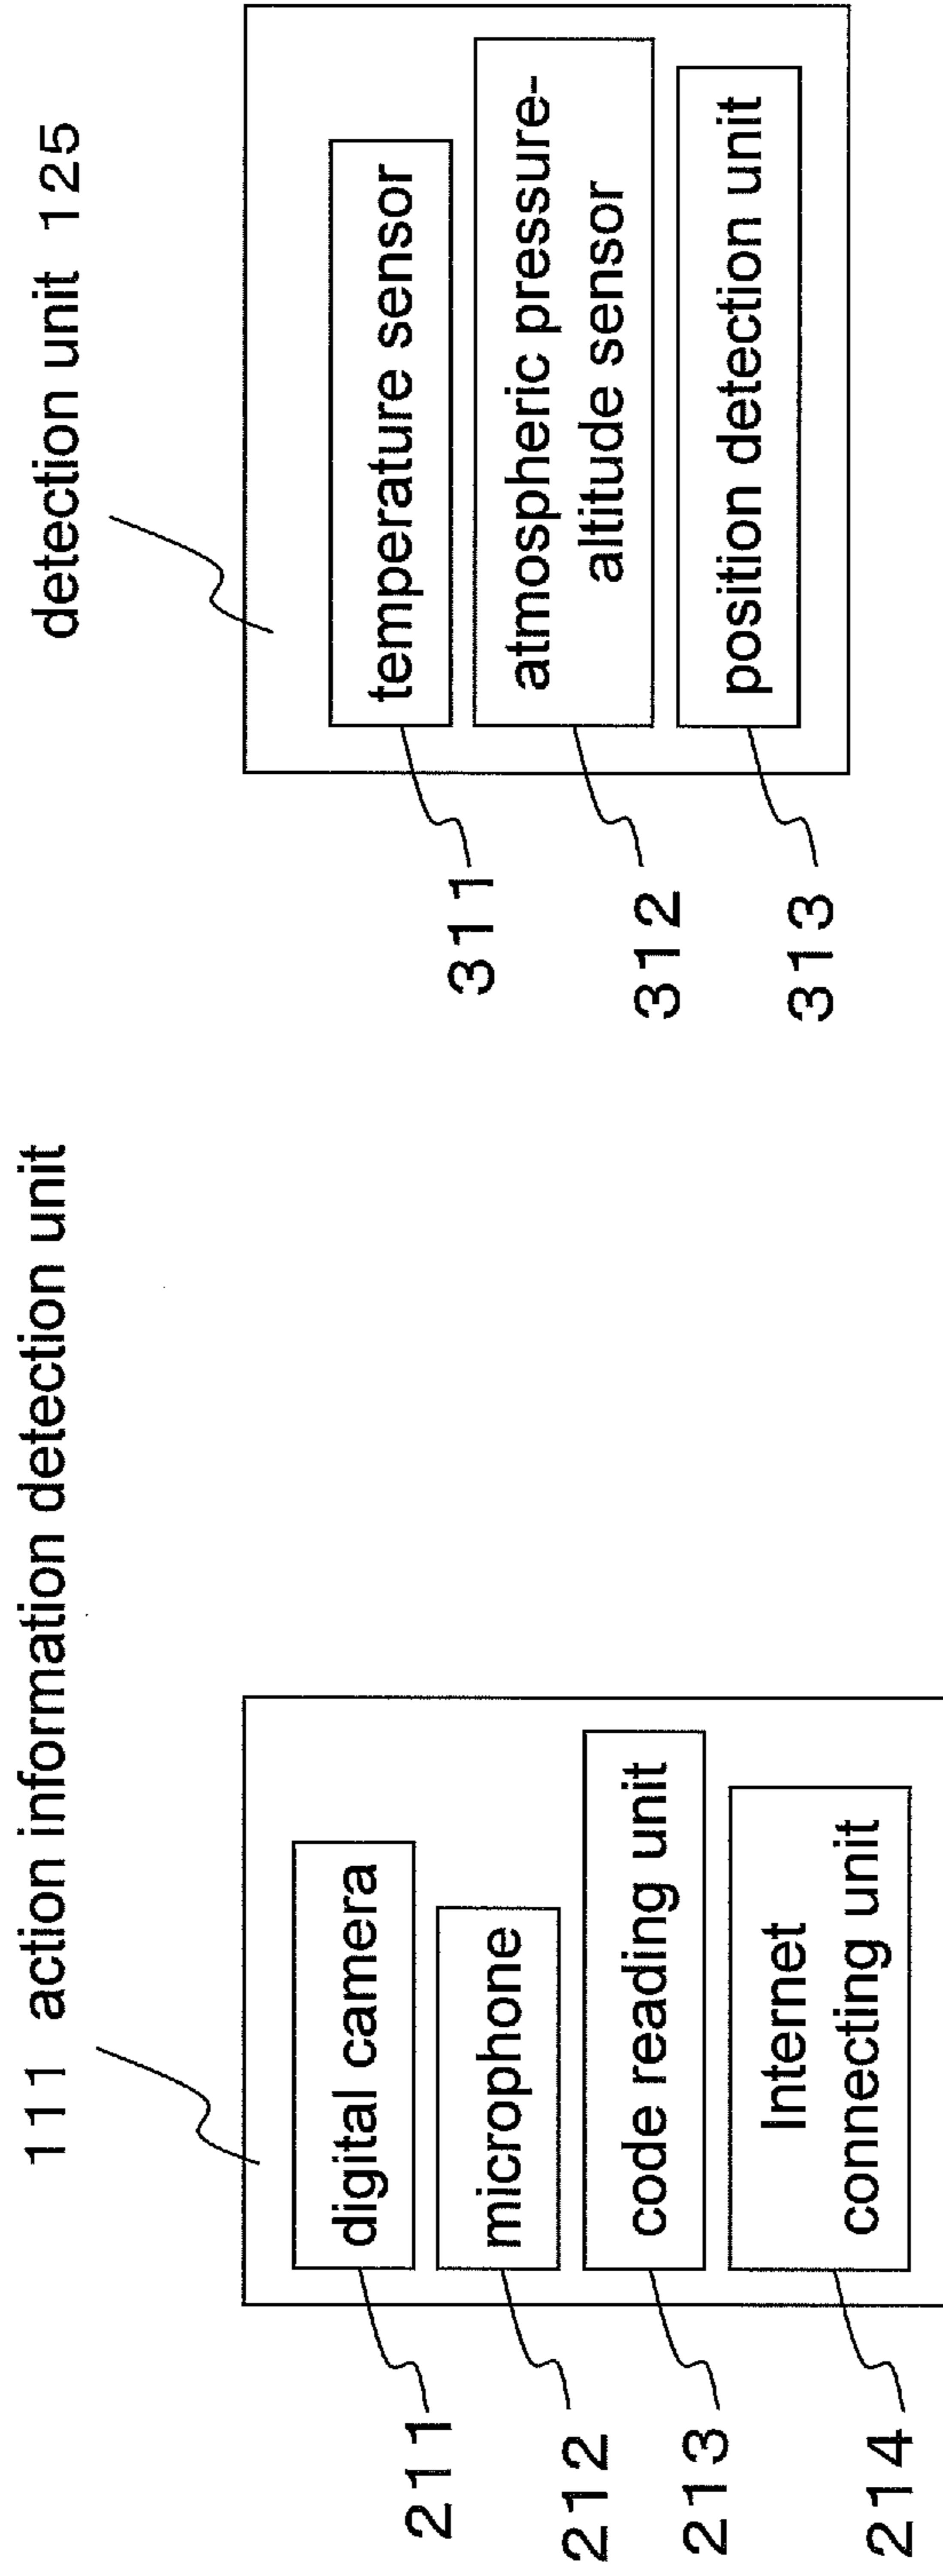 111 action information detection unit
211
digital camera
212
microphone
213
code reading unit
214
Internet
connecting unit
detection unit 125
311
temperature sensor
312
atmospheric pressure-
altitude sensor
313
position detection unit